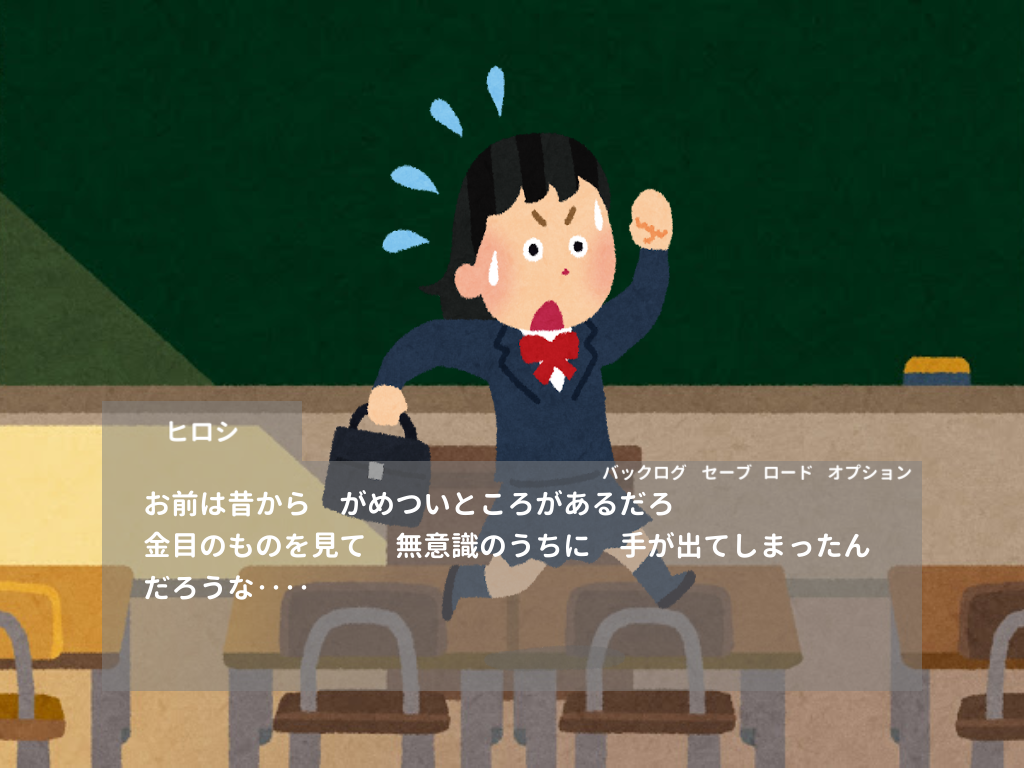 ヒロシ
バックログ　セーブ　ロード　オプション
お前は昔から　がめついところがあるだろ
金目のものを見て　無意識のうちに　手が出てしまったん
だろうな‥‥